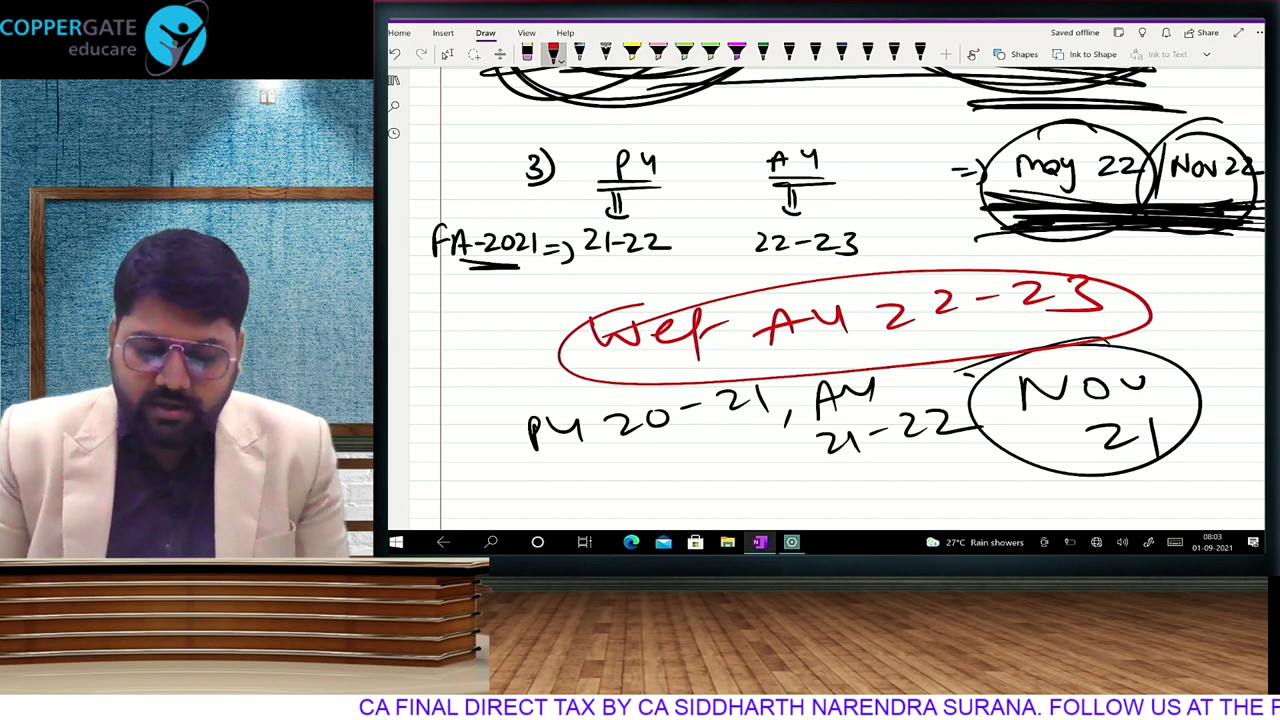 COPPERGATE
educare
Home Insert Draw View Help
Saved offline
Share
Shapes
Ink to Shape
Ink to Text
3) PY AY => May 22 Nov 22
FA-2021 => 21-22 22-23
Wef AY 22-23
PY 20-21, AY 21-22
Nov
21
27°C Rain showers
08:03
01-09-2021
CA FINAL DIRECT TAX BY CA SIDDHARTH NARENDRA SURANA. FOLLOW US AT THE